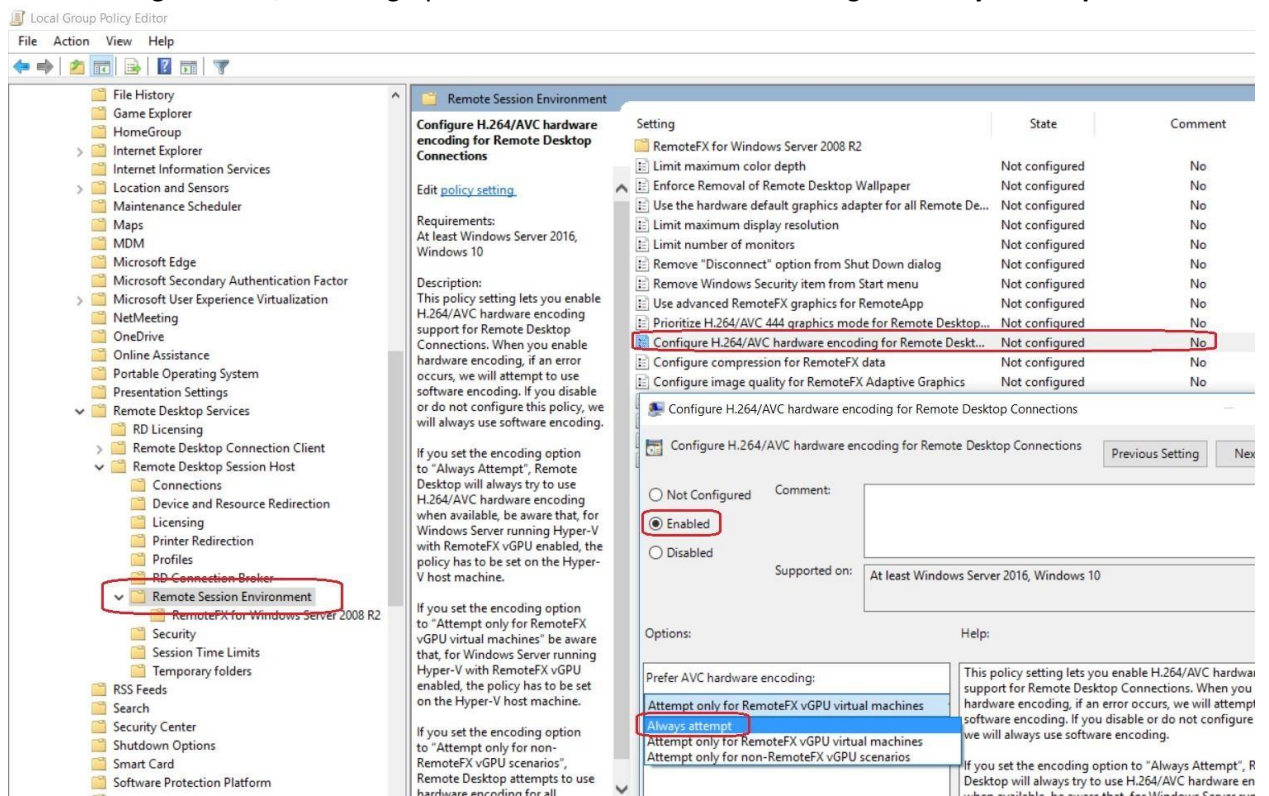 Local Group Policy Editor
File Action View Help
File History
Game Explorer
HomeGroup
Internet Explorer
Internet Information Services
Location and Sensors
Maintenance Scheduler
Maps
MDM
Microsoft Edge
Microsoft Secondary Authentication Factor
Microsoft User Experience Virtualization
NetMeeting
OneDrive
Online Assistance
Portable Operating System
Presentation Settings
Remote Desktop Services
RD Licensing
Remote Desktop Connection Client
Remote Desktop Session Host
Connections
Device and Resource Redirection
Licensing
Printer Redirection
Profiles
RD Connection Broker
Remote Session Environment
RemoteFX for Windows Server 2008 R2
Security
Session Time Limits
Temporary folders
RSS Feeds
Search
Security Center
Shutdown Options
Smart Card
Software Protection Platform
Remote Session Environment
Configure H.264/AVC hardware
encoding for Remote Desktop
Connections
Edit policy setting
Requirements:
At least Windows Server 2016,
Windows 10
Description:
This policy setting lets you enable
H.264/AVC hardware encoding
support for Remote Desktop
Connections. When you enable
hardware encoding, if an error
occurs, we will attempt to use
software encoding. If you disable
or do not configure this policy, we
will always use software encoding.
If you set the encoding option
to "Always Attempt", Remote
Desktop will always try to use
H.264/AVC hardware encoding
when available, be aware that, for
Windows Server running Hyper-V
with RemoteFX vGPU enabled, the
policy has to be set on the Hyper-
V host machine.
If you set the encoding option
to "Attempt only for RemoteFX
vGPU virtual machines" be aware
that, for Windows Server running
Hyper-V with RemoteFX vGPU
enabled, the policy has to be set
on the Hyper-V host machine.
If you set the encoding option
to "Attempt only for non-
RemoteFX vGPU scenarios",
Remote Desktop attempts to use
hardware encoding for all
Setting State Comment
RemoteFX for Windows Server 2008 R2
Limit maximum color depth Not configured No
Enforce Removal of Remote Desktop Wallpaper Not configured No
Use the hardware default graphics adapter for all Remote De... Not configured No
Limit maximum display resolution Not configured No
Limit number of monitors Not configured No
Remove "Disconnect" option from Shut Down dialog Not configured No
Remove Windows Security item from Start menu Not configured No
Use advanced RemoteFX graphics for RemoteApp Not configured No
Prioritize H.264/AVC 444 graphics mode for Remote Desktop... Not configured No
Configure H.264/AVC hardware encoding for Remote Deskt... Not configured No
Configure compression for RemoteFX data Not configured No
Configure image quality for RemoteFX Adaptive Graphics Not configured No
Configure H.264/AVC hardware encoding for Remote Desktop Connections
Configure H.264/AVC hardware encoding for Remote Desktop Connections
Previous Setting
Nex
Not Configured
Comment:
Enabled
Disabled
Supported on:
At least Windows Server 2016, Windows 10
Options:
Help:
Prefer AVC hardware encoding:
Attempt only for RemoteFX vGPU virtual machines
Always attempt
Attempt only for RemoteFX vGPU virtual machines
Attempt only for non-RemoteFX vGPU scenarios
This policy setting lets you enable H.264/AVC hardwar
support for Remote Desktop Connections. When you
hardware encoding, if an error occurs, we will attempt
software encoding. If you disable or do not configure
we will always use software encoding.
If you set the encoding option to "Always Attempt", R
Desktop will always try to use H.264/AVC hardware en